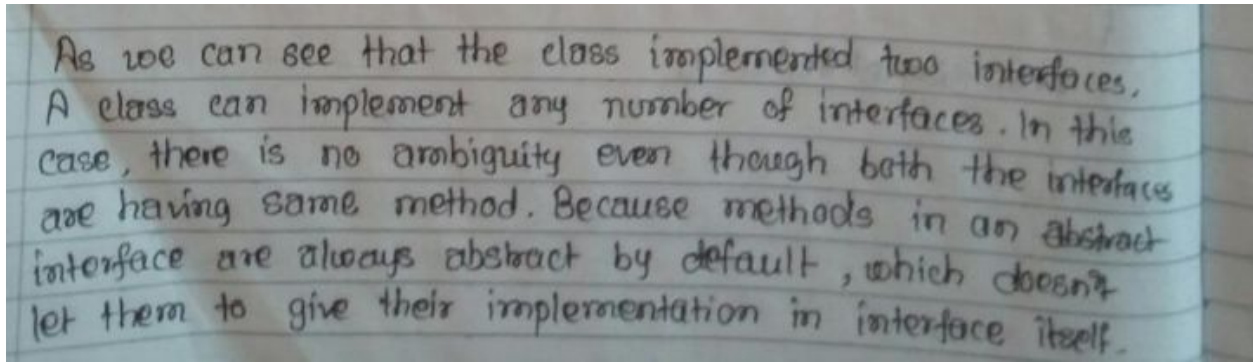 As we can see that the class implemented two interfaces.
A class can implement any number of interfaces. In this
case, there is no ambiguity even though both the interfaces
are having same method. Because methods in an abstract
interface are always abstract by default, which doesn't
let them to give their implementation in interface itself.